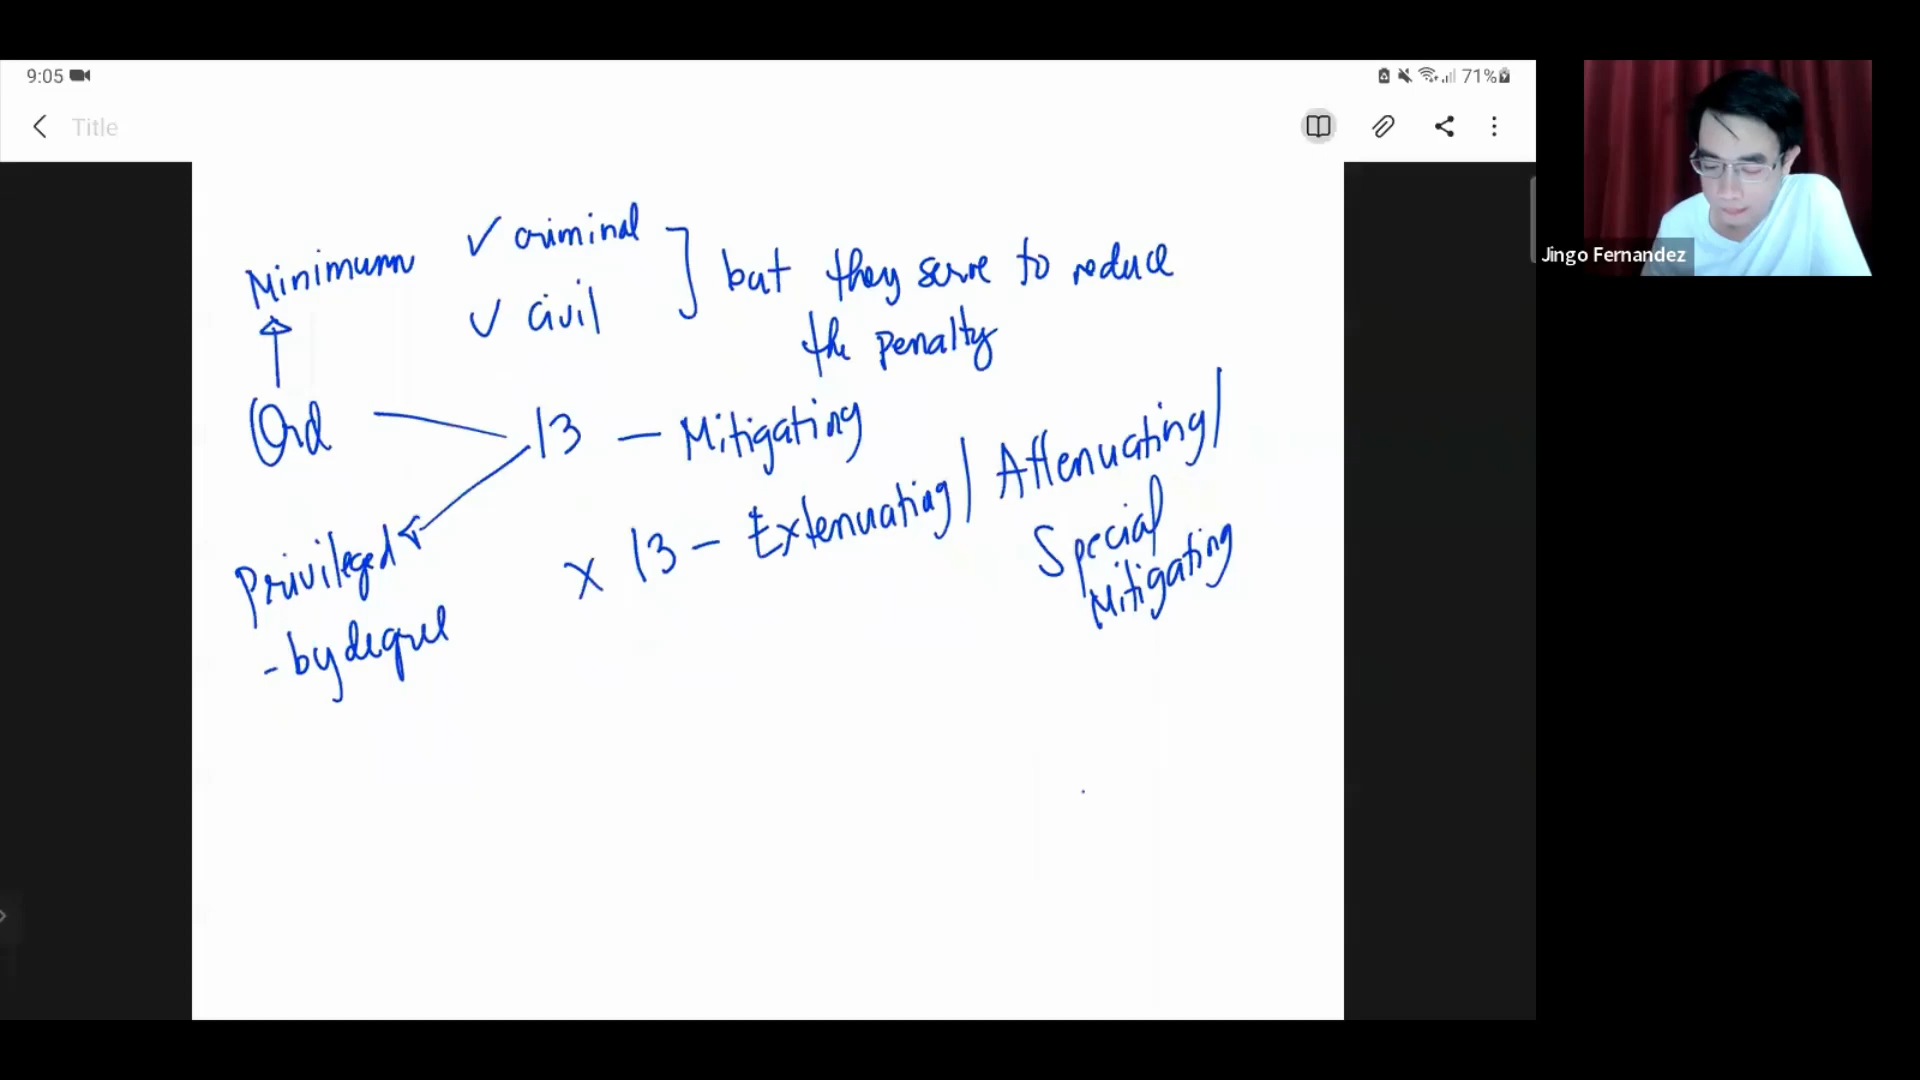 9:05
71%
Title
Jingo Fernandez
Minimum ✓ criminal ] but they serve to reduce
✓ civil the penalty
Ord 13 - Mitigating
x 13 - Extenuating / Attenuating /
Special
Mitigating
Privileged
- by degree